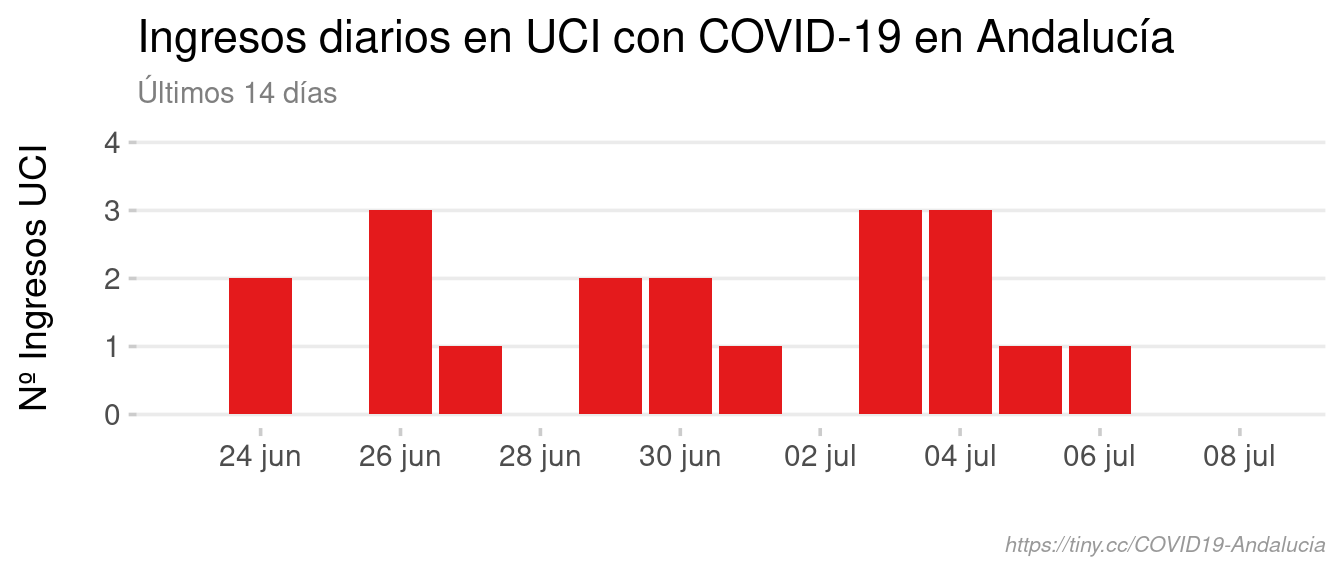 Ingresos diarios en UCI con COVID-19 en Andalucía
Últimos 14 días
Nº Ingresos UCI
4
3
2
1
0
24 jun 26 jun 28 jun 30 jun 02 jul 04 jul 06 jul 08 jul
https://tiny.cc/COVID19-Andalucia